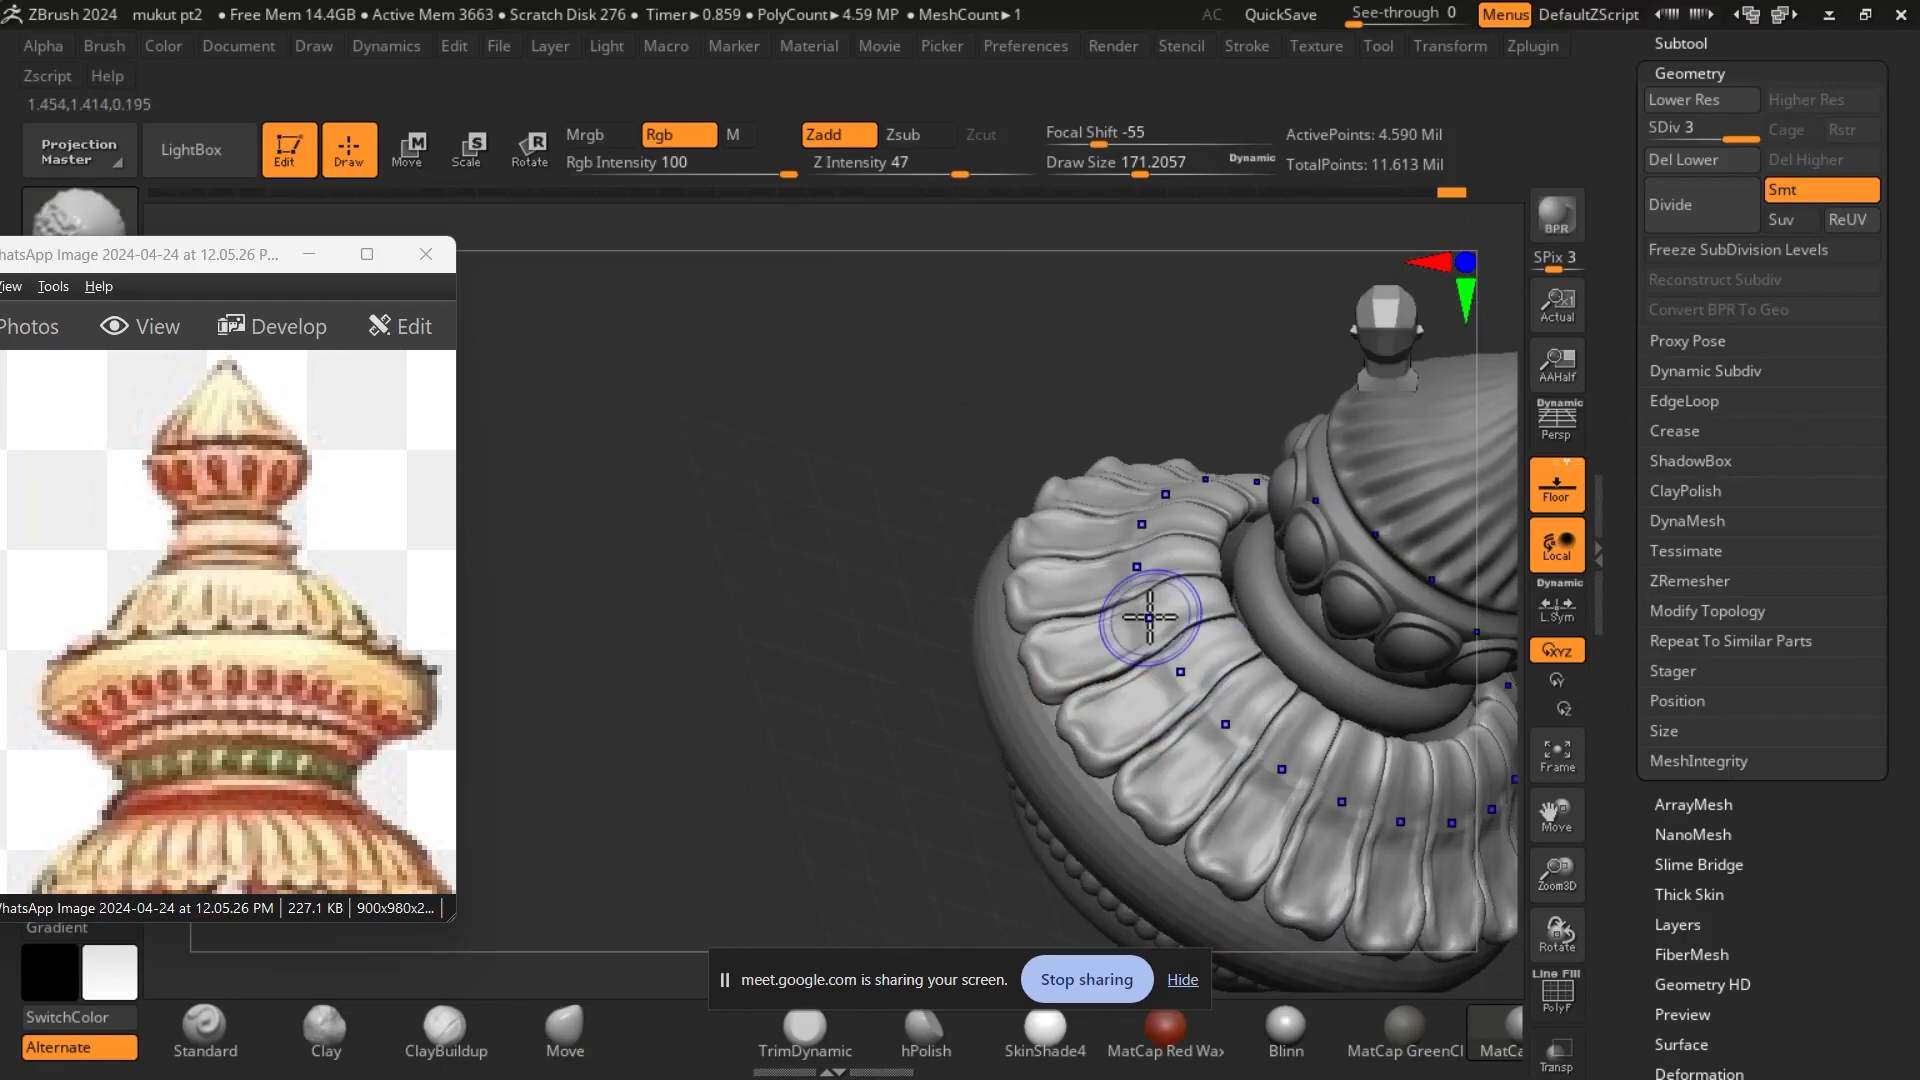 ZBrush 2024 mukut pt2 ● Free Mem 14.4GB ● Active Mem 3663 ● Scratch Disk 276 ● Timer►0.859 ● PolyCount►4.59 MP ● MeshCount►1 AC QuickSave See-through 0 Menus DefaultZScript
Alpha Brush Color Document Draw Dynamics Edit File Layer Light Macro Marker Material Movie Picker Preferences Render Stencil Stroke Texture Tool Transform Zplugin
Zscript Help
1.454,1.414,0.195
Projection Master
LightBox
Edit
Draw
Move
Scale
Rotate
Mrgb Rgb M
Rgb Intensity 100
Zadd Zsub Zcut
Z Intensity 47
Focal Shift -55
Draw Size 171.2057 Dynamic
ActivePoints: 4.590 Mil
TotalPoints: 11.613 Mil
hatsApp Image 2024-04-24 at 12.05.26 P...
iew Tools Help
Photos View Develop Edit
WhatsApp Image 2024-04-24 at 12.05.26 PM 227.1 KB 900x980x2...
Gradient
SwitchColor
Alternate
Standard
Clay
ClayBuildup
Move
TrimDynamic
hPolish
SkinShade4
MatCap Red Wax
Blinn
MatCap GreenCl
MatCa
meet.google.com is sharing your screen. Stop sharing Hide
BPR
SPix 3
Actual
AAHalf
Dynamic
Persp
Floor
Local
Dynamic
L.Sym
XYZ
Y
Z
Frame
Move
Zoom3D
Rotate
Line Fill
PolyF
Transp
Subtool
Geometry
Lower Res Higher Res
SDiv 3 Cage Rstr
Del Lower Del Higher
Divide Smt
Suv ReUV
Freeze SubDivision Levels
Reconstruct Subdiv
Convert BPR To Geo
Proxy Pose
Dynamic Subdiv
EdgeLoop
Crease
ShadowBox
ClayPolish
DynaMesh
Tessimate
ZRemesher
Modify Topology
Repeat To Similar Parts
Stager
Position
Size
MeshIntegrity
ArrayMesh
NanoMesh
Slime Bridge
Thick Skin
Layers
FiberMesh
Geometry HD
Preview
Surface
Deformation